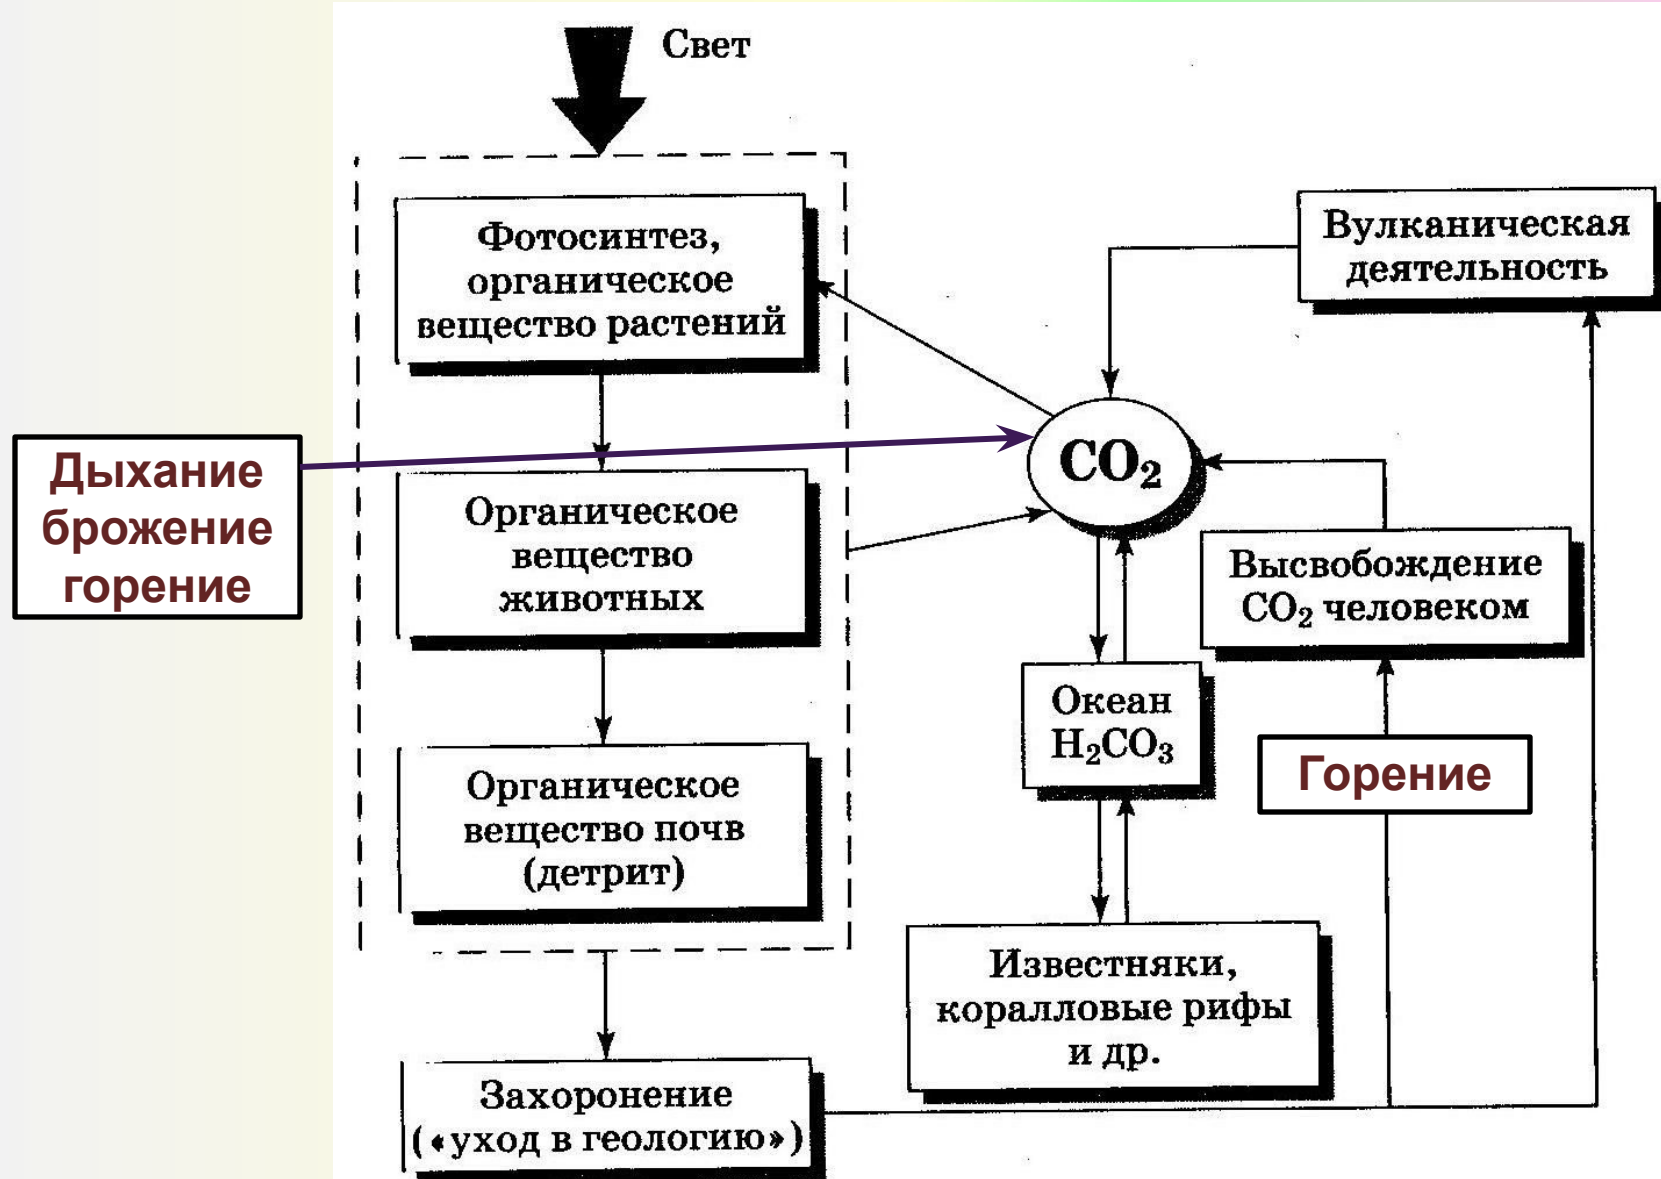 Свет
Фотосинтез,
органическое
вещество растений
Вулканическая
деятельность
Дыхание
брожение
горение
CO₂
Органическое
вещество
животных
Высвобождение
CO₂ человеком
Океан
H₂CO₃
Горение
Органическое
вещество почв
(детрит)
Известняки,
коралловые рифы
и др.
Захоронение
(«уход в геологию»)